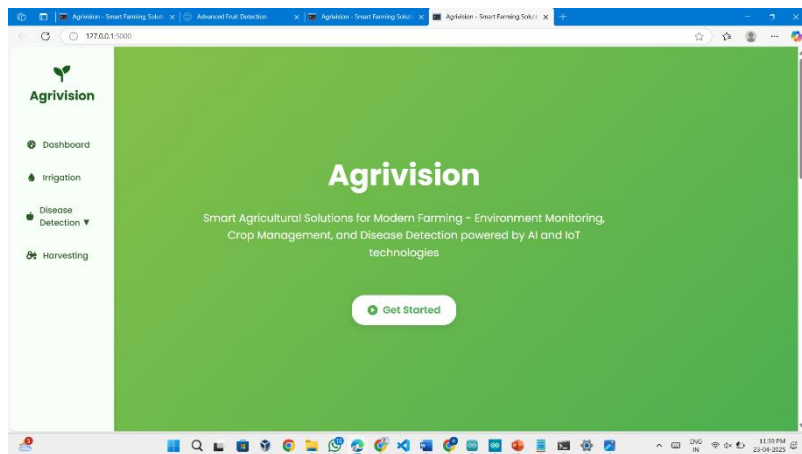 Agrivision - Smart Farming Soluti
Advanced Fruit Detection
Agrivision - Smart Farming Soluti
Agrivision - Smart Farming Soluti
127.0.0.1:5000
Agrivision
Dashboard
Irrigation
Disease
Detection ▼
Harvesting
Agrivision
Smart Agricultural Solutions for Modern Farming - Environment Monitoring,
Crop Management, and Disease Detection powered by AI and IoT
technologies
Get Started
ENG
IN
11:39 PM
23-04-2025